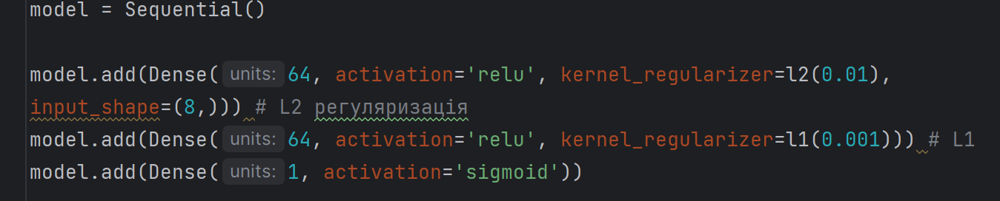 model = Sequential()
model.add(Dense( units: 64, activation='relu', kernel_regularizer=l2(0.01),
input_shape=(8,))) # L2 регуляризація
model.add(Dense( units: 64, activation='relu', kernel_regularizer=l1(0.001))) # L1
model.add(Dense( units: 1, activation='sigmoid'))